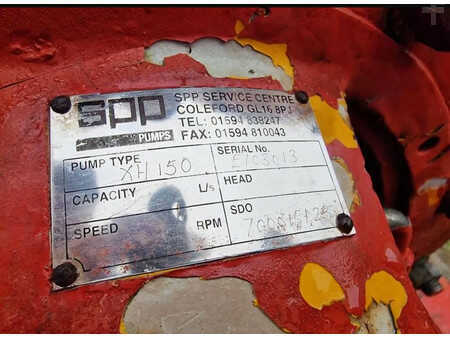 spp PUMPS
SPP SERVICE CENTRE
COLEFORD GL16 8PJ
TEL: 01594 838247
FAX: 01594 810043
PUMP TYPE XH 150
SERIAL No.
CAPACITY L/s
HEAD
SPEED RPM
SDO